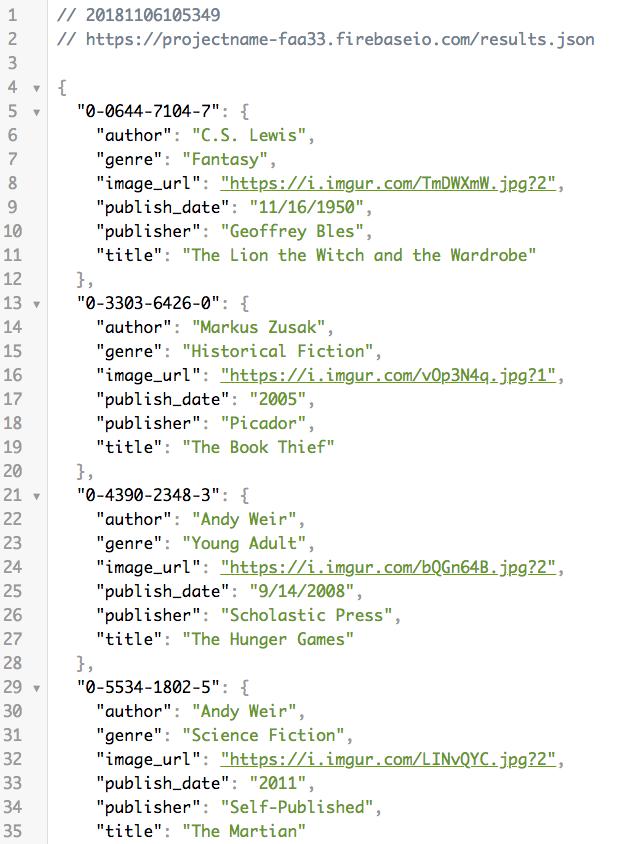 1 // 20181106105349
2 // https://projectname-faa33.firebaseio.com/results.json
3
4 {
5 "0-0644-7104-7": {
6 "author": "C.S. Lewis",
7 "genre": "Fantasy",
8 "image_url": "https://i.imgur.com/TmDWXmW.jpg?2",
9 "publish_date": "11/16/1950",
10 "publisher": "Geoffrey Bles",
11 "title": "The Lion the Witch and the Wardrobe"
12 },
13 "0-3303-6426-0": {
14 "author": "Markus Zusak",
15 "genre": "Historical Fiction",
16 "image_url": "https://i.imgur.com/vOp3N4q.jpg?1",
17 "publish_date": "2005",
18 "publisher": "Picador",
19 "title": "The Book Thief"
20 },
21 "0-4390-2348-3": {
22 "author": "Andy Weir",
23 "genre": "Young Adult",
24 "image_url": "https://i.imgur.com/bQGn64B.jpg?2",
25 "publish_date": "9/14/2008",
26 "publisher": "Scholastic Press",
27 "title": "The Hunger Games"
28 },
29 "0-5534-1802-5": {
30 "author": "Andy Weir",
31 "genre": "Science Fiction",
32 "image_url": "https://i.imgur.com/LINvQYC.jpg?2",
33 "publish_date": "2011",
34 "publisher": "Self-Published",
35 "title": "The Martian"